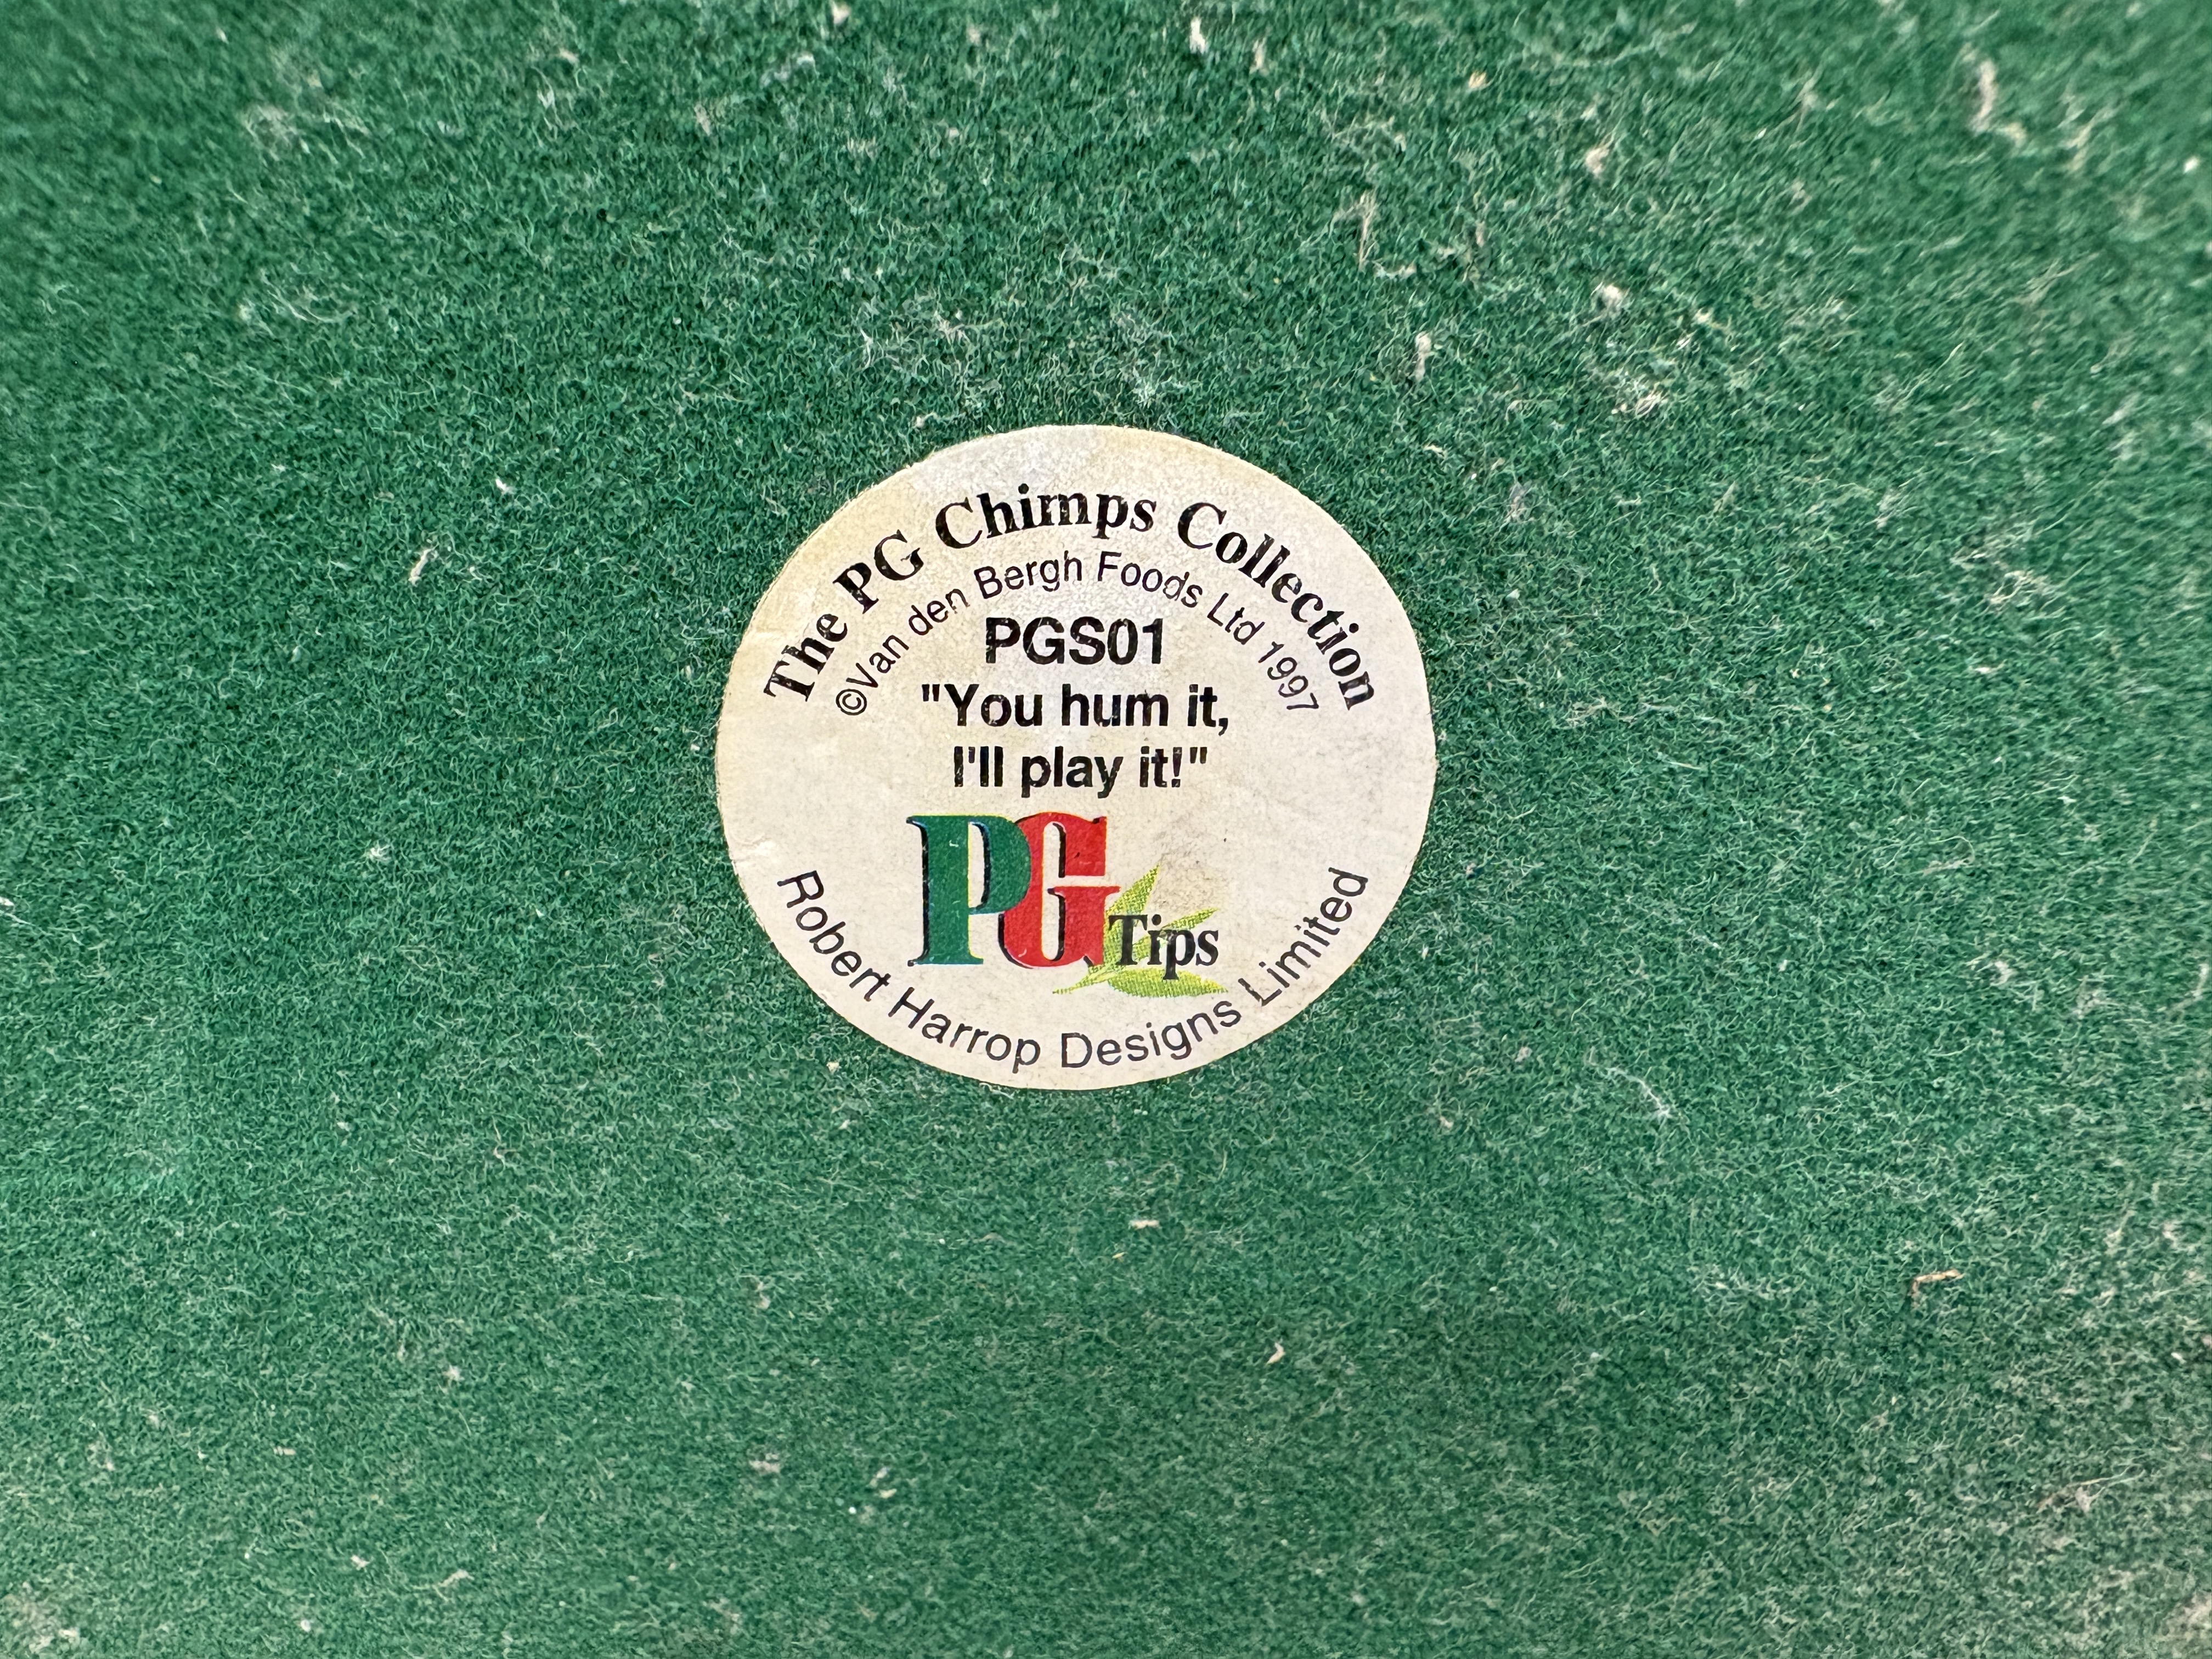 The PG Chimps Collection
©Van den Bergh Foods Ltd 1997
PGS01
"You hum it,
I'll play it!"
PG Tips
Robert Harrop Designs Limited